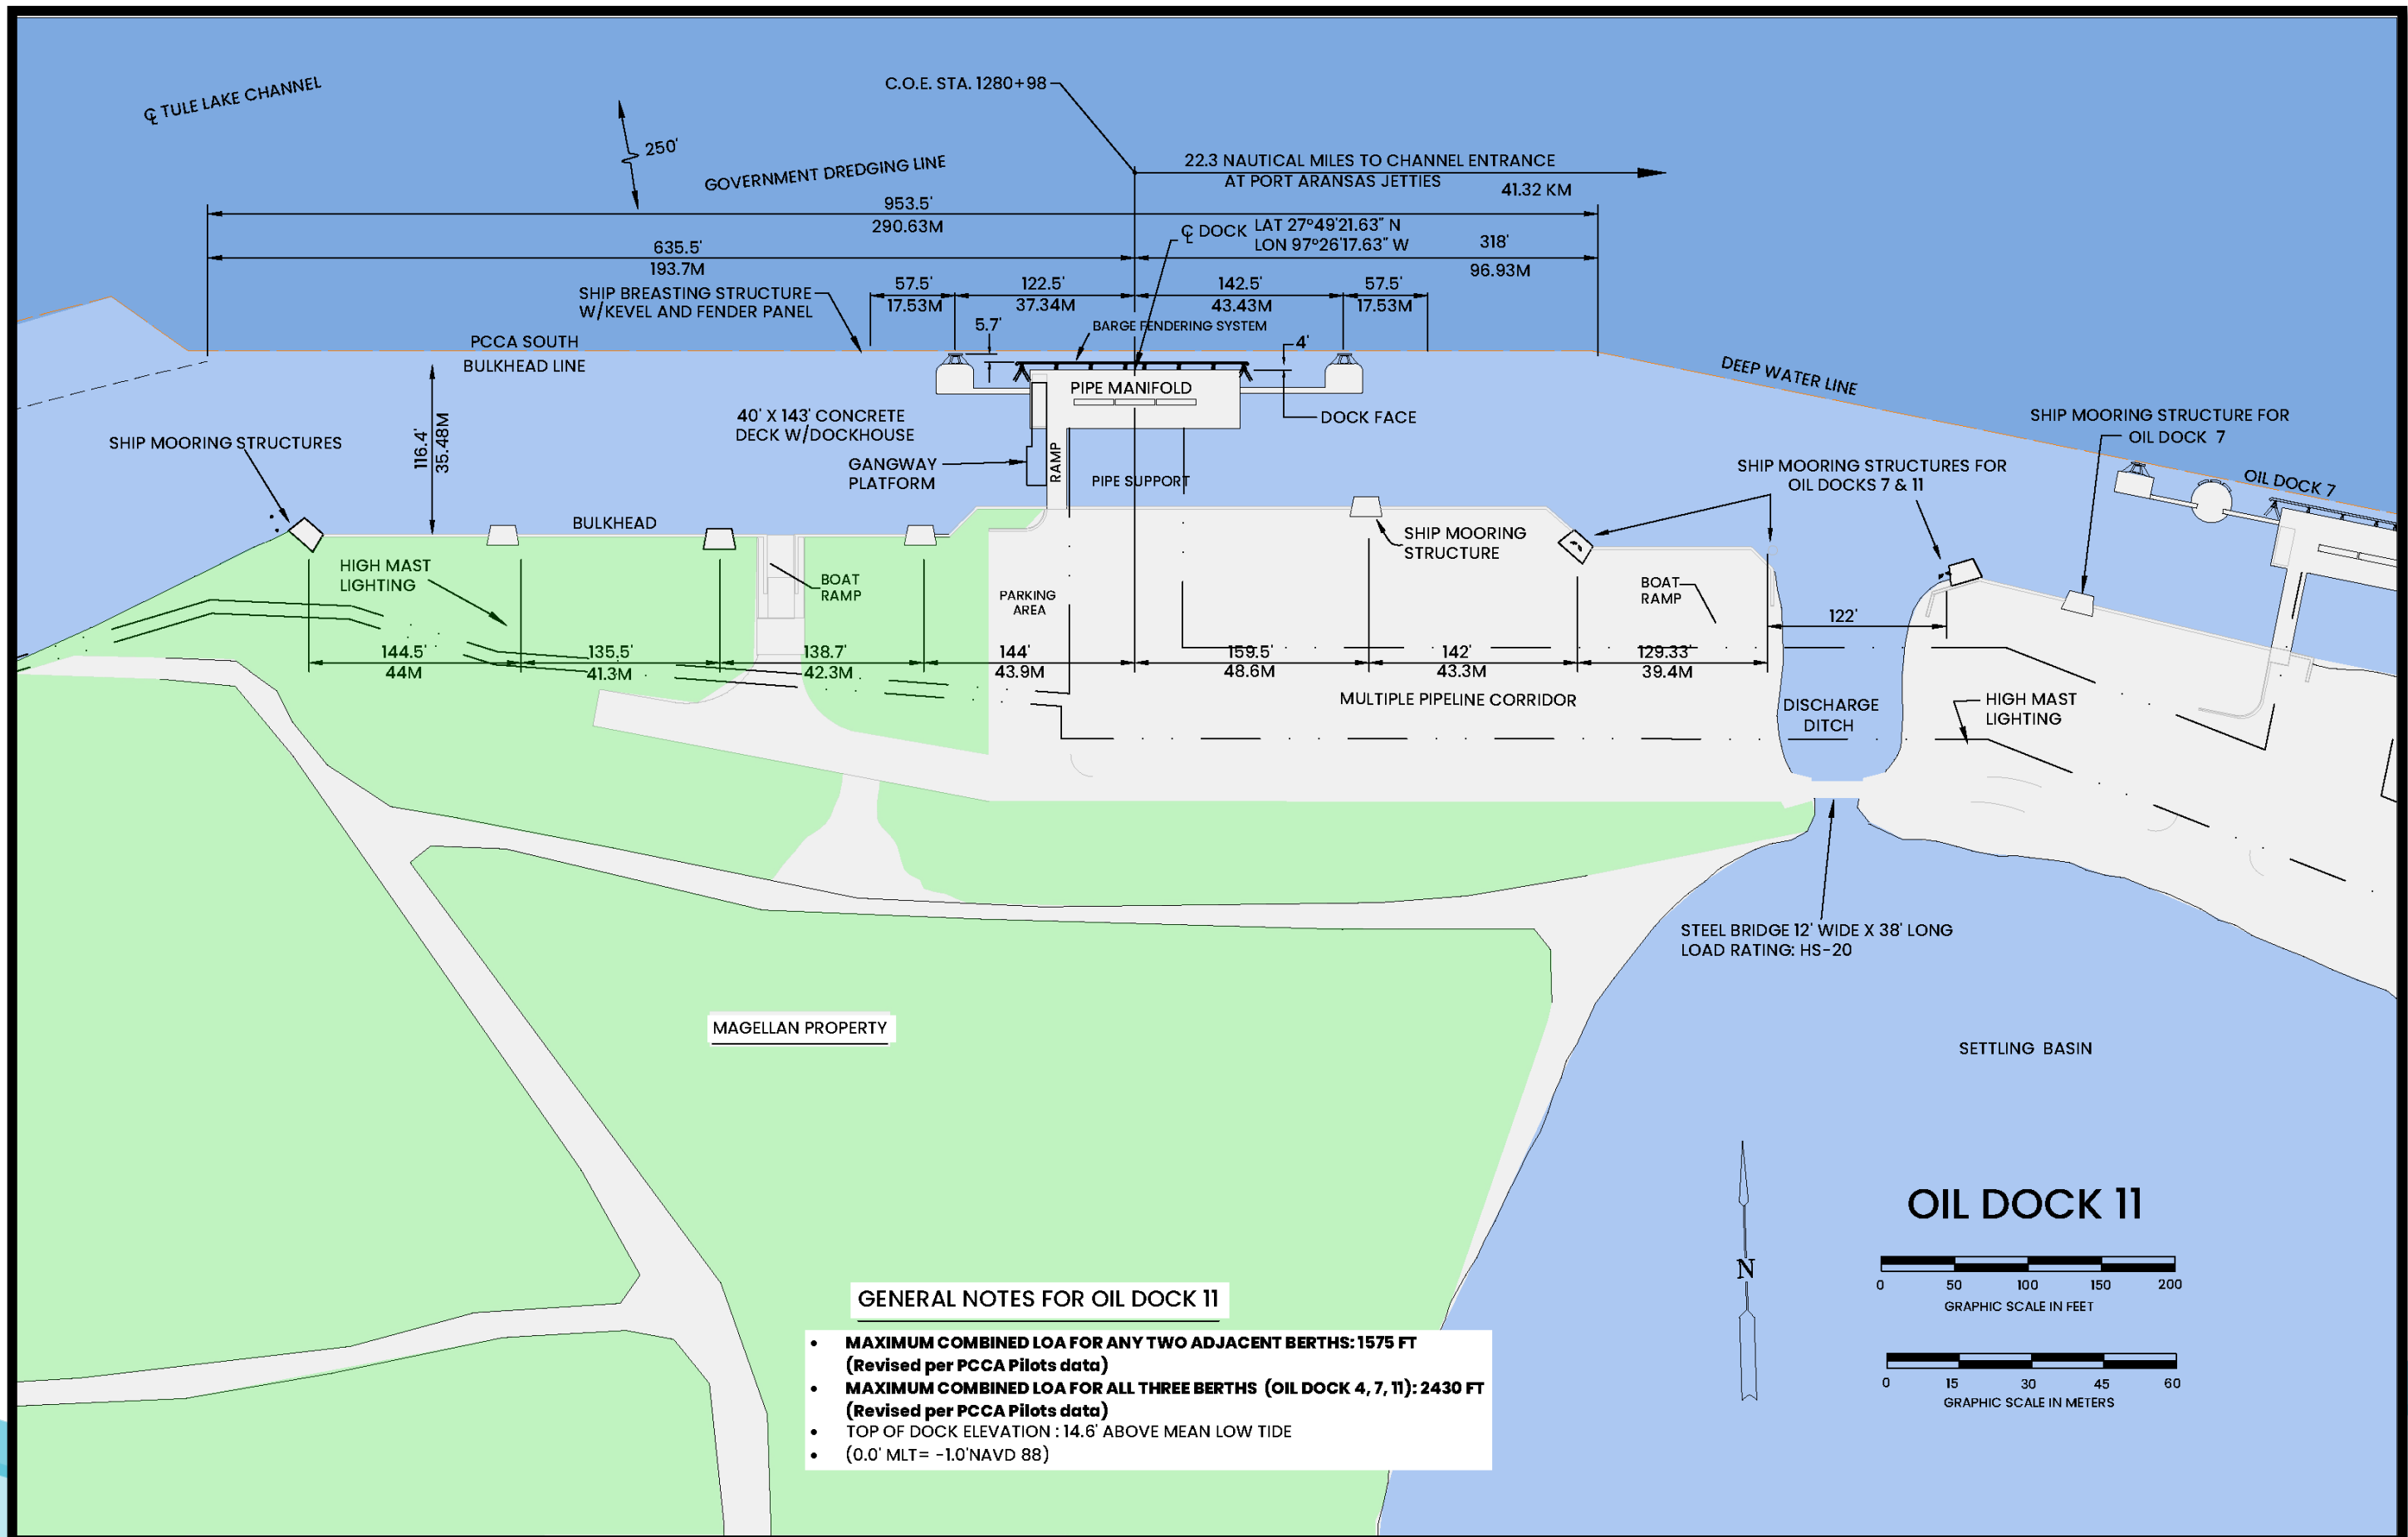 C.O.E. STA. 1280+98
℄ TULE LAKE CHANNEL
250'
GOVERNMENT DREDGING LINE
22.3 NAUTICAL MILES TO CHANNEL ENTRANCE
AT PORT ARANSAS JETTIES
41.32 KM
953.5'
290.63M
℄ DOCK
LAT 27°49'21.63" N
LON 97°26'17.63" W
635.5'
193.7M
318'
96.93M
57.5'
17.53M
122.5'
37.34M
142.5'
43.43M
57.5'
17.53M
SHIP BREASTING STRUCTURE
W/KEVEL AND FENDER PANEL
5.7'
BARGE FENDERING SYSTEM
4'
PCCA SOUTH
BULKHEAD LINE
DEEP WATER LINE
PIPE MANIFOLD
DOCK FACE
40' X 143' CONCRETE
DECK W/DOCKHOUSE
116.4'
35.48M
SHIP MOORING STRUCTURES
GANGWAY
PLATFORM
RAMP
PIPE SUPPORT
SHIP MOORING STRUCTURE FOR
OIL DOCK 7
SHIP MOORING STRUCTURES FOR
OIL DOCKS 7 & 11
OIL DOCK 7
BULKHEAD
SHIP MOORING
STRUCTURE
HIGH MAST
LIGHTING
BOAT
RAMP
PARKING
AREA
BOAT
RAMP
122'
144.5'
44M
135.5'
41.3M
138.7'
42.3M
144'
43.9M
159.5'
48.6M
142'
43.3M
129.33'
39.4M
MULTIPLE PIPELINE CORRIDOR
DISCHARGE
DITCH
HIGH MAST
LIGHTING
STEEL BRIDGE 12' WIDE X 38' LONG
LOAD RATING: HS-20
MAGELLAN PROPERTY
SETTLING BASIN
N
OIL DOCK 11
0 50 100 150 200
GRAPHIC SCALE IN FEET
0 15 30 45 60
GRAPHIC SCALE IN METERS
GENERAL NOTES FOR OIL DOCK 11
• MAXIMUM COMBINED LOA FOR ANY TWO ADJACENT BERTHS: 1575 FT
(Revised per PCCA Pilots data)
• MAXIMUM COMBINED LOA FOR ALL THREE BERTHS (OIL DOCK 4, 7, 11): 2430 FT
(Revised per PCCA Pilots data)
• TOP OF DOCK ELEVATION : 14.6' ABOVE MEAN LOW TIDE
• (0.0' MLT= -1.0'NAVD 88)